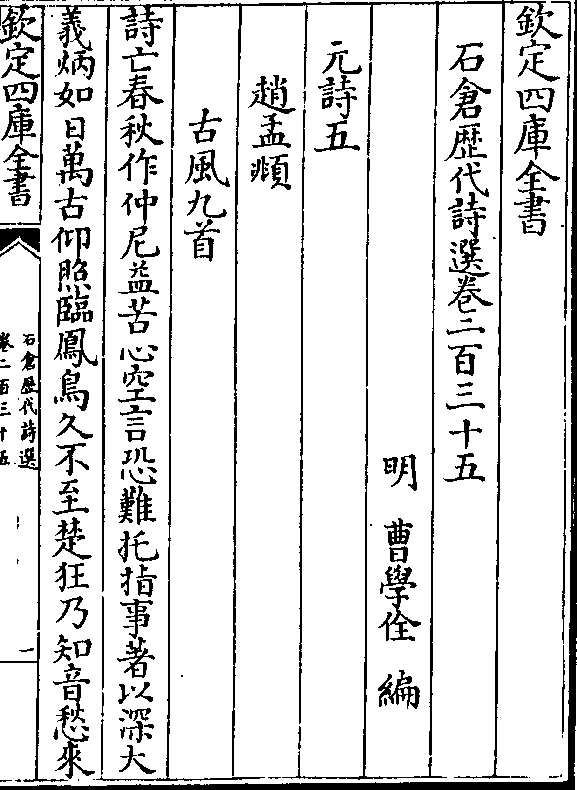 欽定四庫全書
石倉歴代詩選卷二百三十五
明 曹學佺 編
元詩五
趙孟頫
古風九首
詩亡春秋作仲尼益苦心空言恐難托指事著以深大
義炳如日萬古仰照臨鳳鳥久不至楚狂乃知音愁來
欽定四庫全書
石倉歴代詩選
卷二百三十五
一